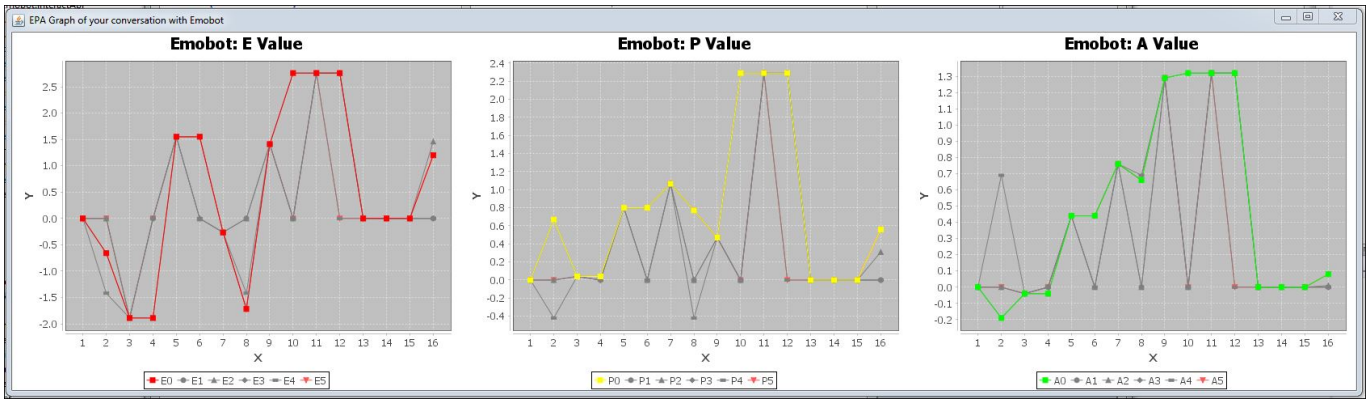 EPA Graph of your conversation with Emobot
Emobot: E Value
2.5
2.0
1.5
1.0
0.5
0.0
-0.5
-1.0
-1.5
-2.0
Y
1 2 3 4 5 6 7 8 9 10 11 12 13 14 15 16
X
E0 E1 E2 E3 E4 E5
Emobot: P Value
2.4
2.2
2.0
1.8
1.6
1.4
1.2
1.0
0.8
0.6
0.4
0.2
0.0
-0.2
-0.4
Y
1 2 3 4 5 6 7 8 9 10 11 12 13 14 15 16
X
P0 P1 P2 P3 P4 P5
Emobot: A Value
1.3
1.2
1.1
1.0
0.9
0.8
0.7
0.6
0.5
0.4
0.3
0.2
0.1
0.0
-0.1
-0.2
Y
1 2 3 4 5 6 7 8 9 10 11 12 13 14 15 16
X
A0 A1 A2 A3 A4 A5